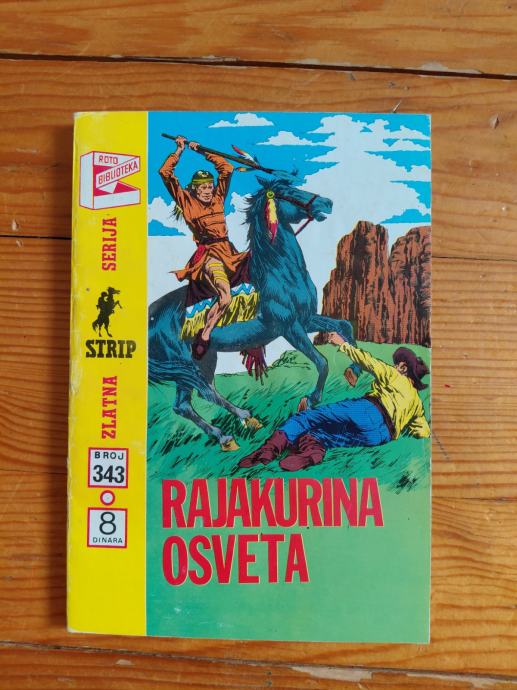 ROTO
BIBLIOTEKA
ZLATNA
STRIP
SERIJA
BROJ
343
8
DINARA
RAJAKURINA
OSVETA